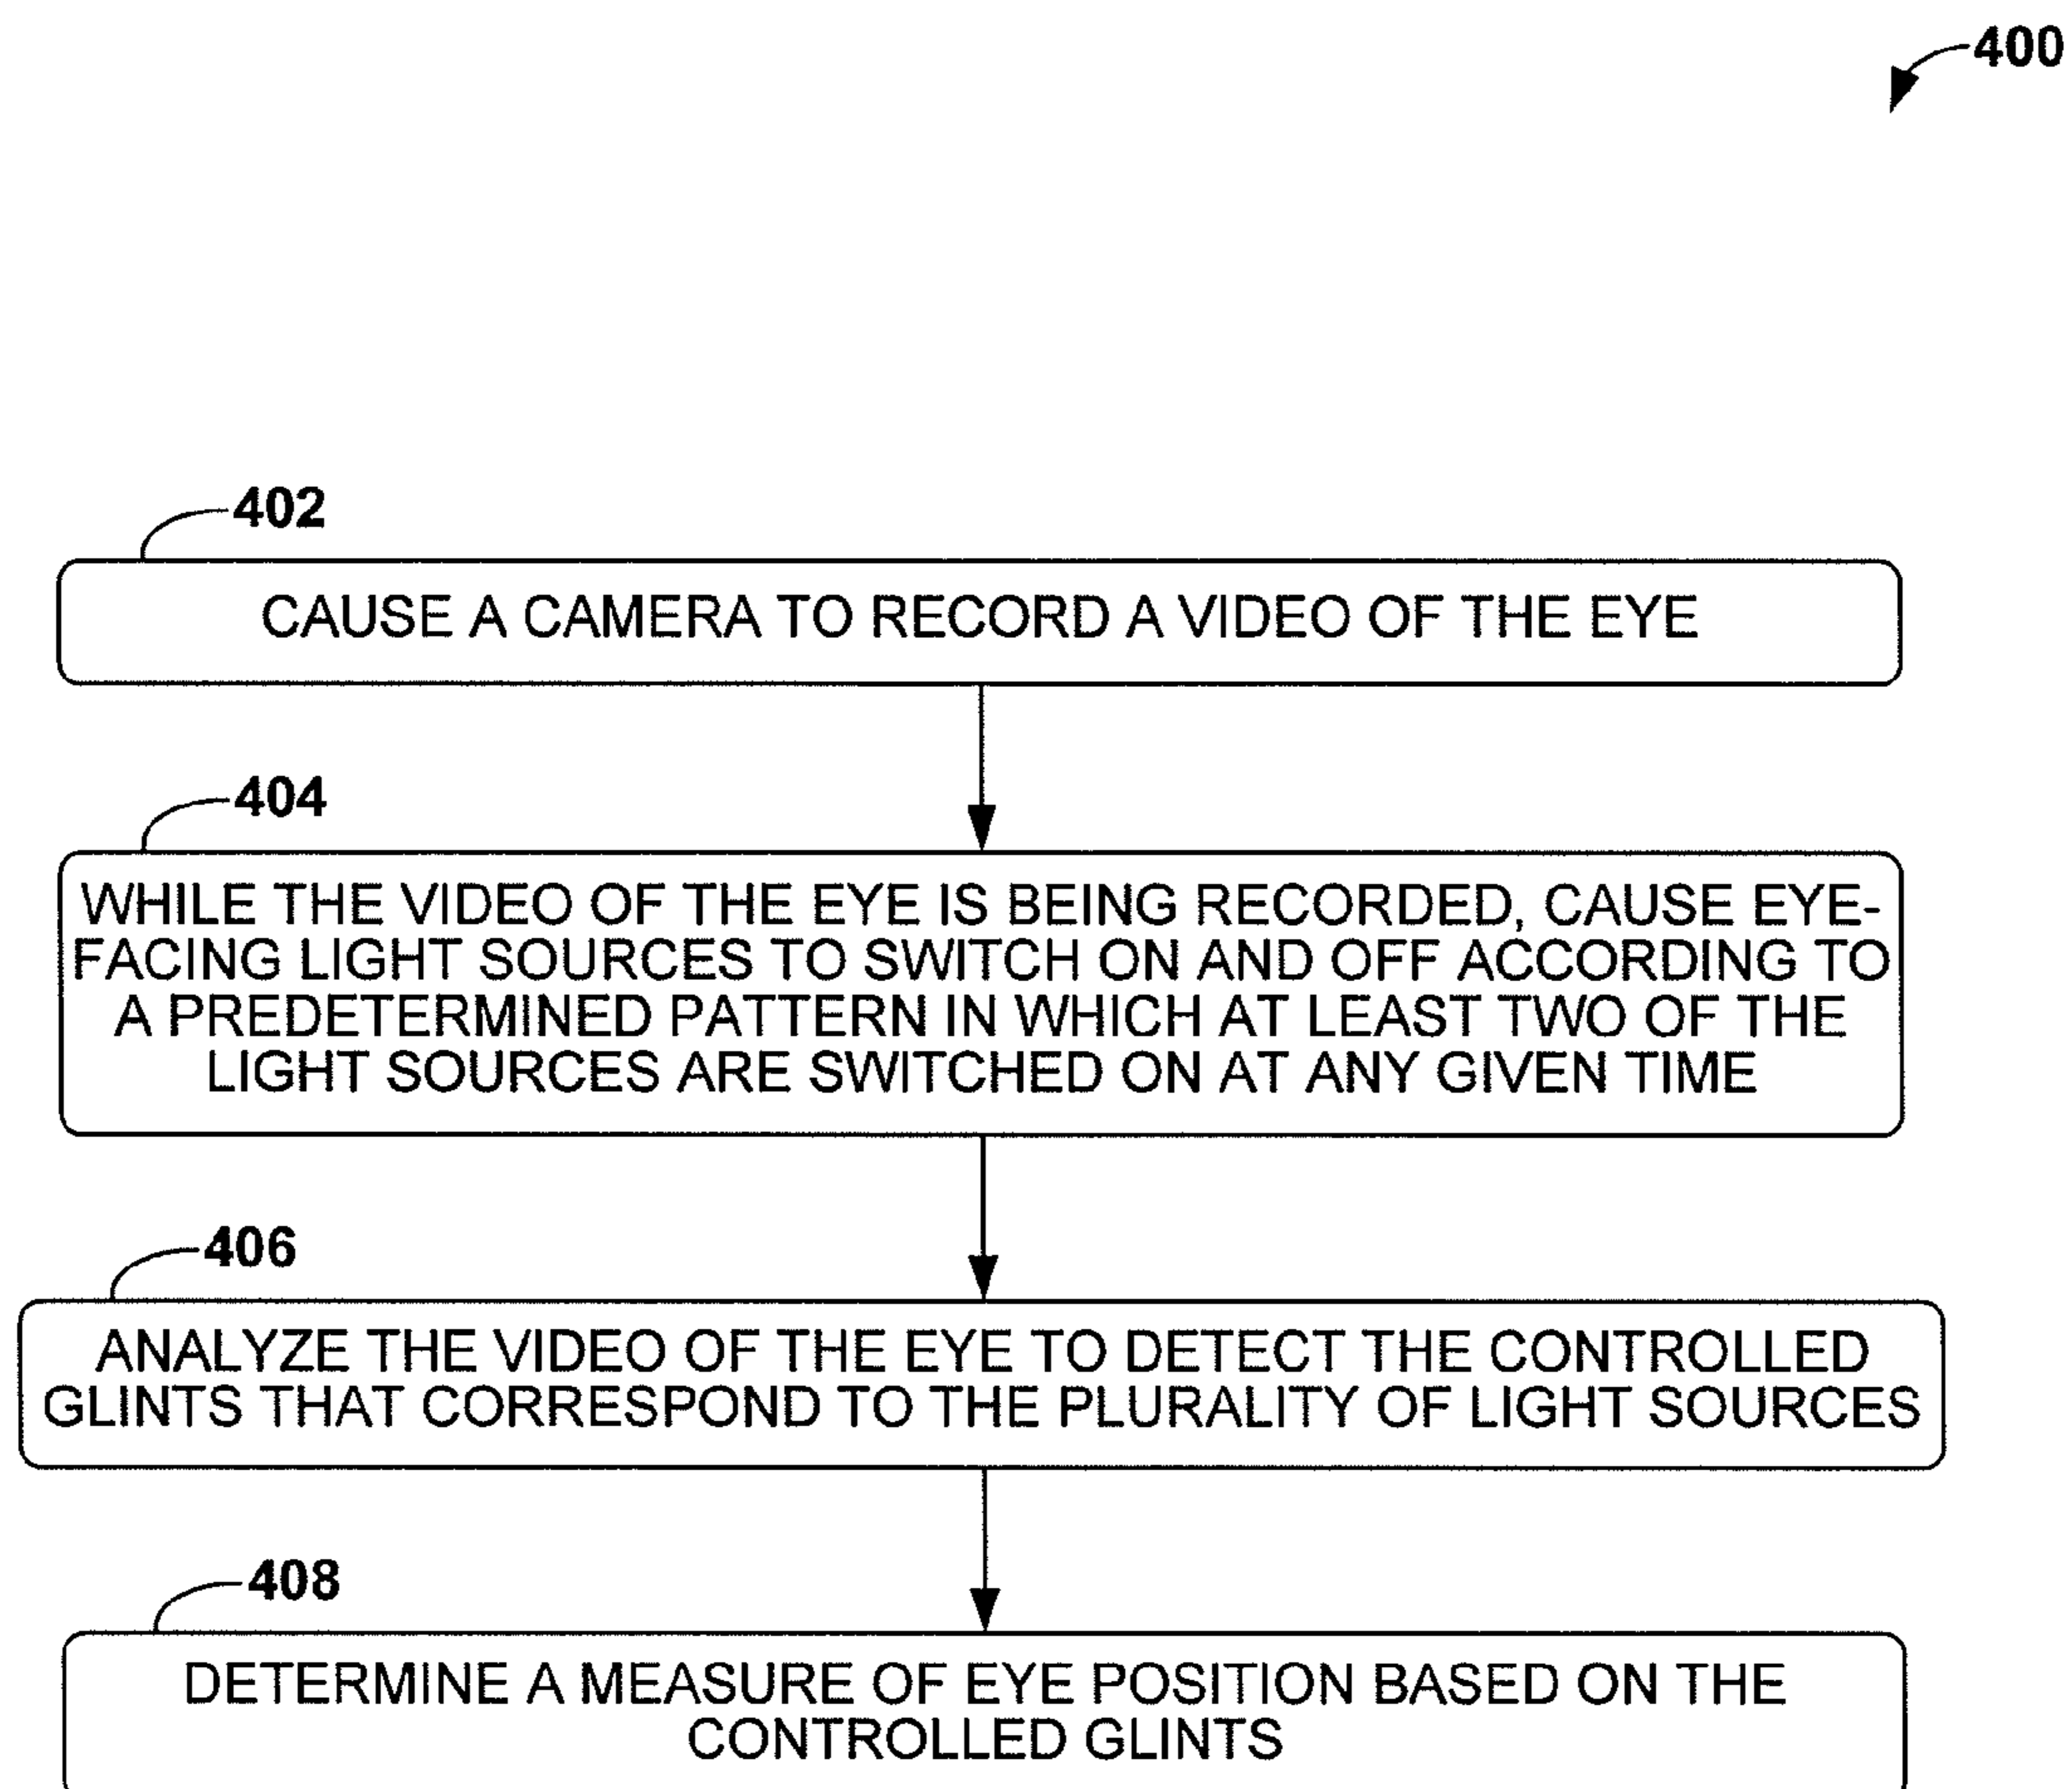 400
402
CAUSE A CAMERA TO RECORD A VIDEO OF THE EYE
404
WHILE THE VIDEO OF THE EYE IS BEING RECORDED, CAUSE EYE-
FACING LIGHT SOURCES TO SWITCH ON AND OFF ACCORDING TO
A PREDETERMINED PATTERN IN WHICH AT LEAST TWO OF THE
LIGHT SOURCES ARE SWITCHED ON AT ANY GIVEN TIME
406
ANALYZE THE VIDEO OF THE EYE TO DETECT THE CONTROLLED
GLINTS THAT CORRESPOND TO THE PLURALITY OF LIGHT SOURCES
408
DETERMINE A MEASURE OF EYE POSITION BASED ON THE
CONTROLLED GLINTS